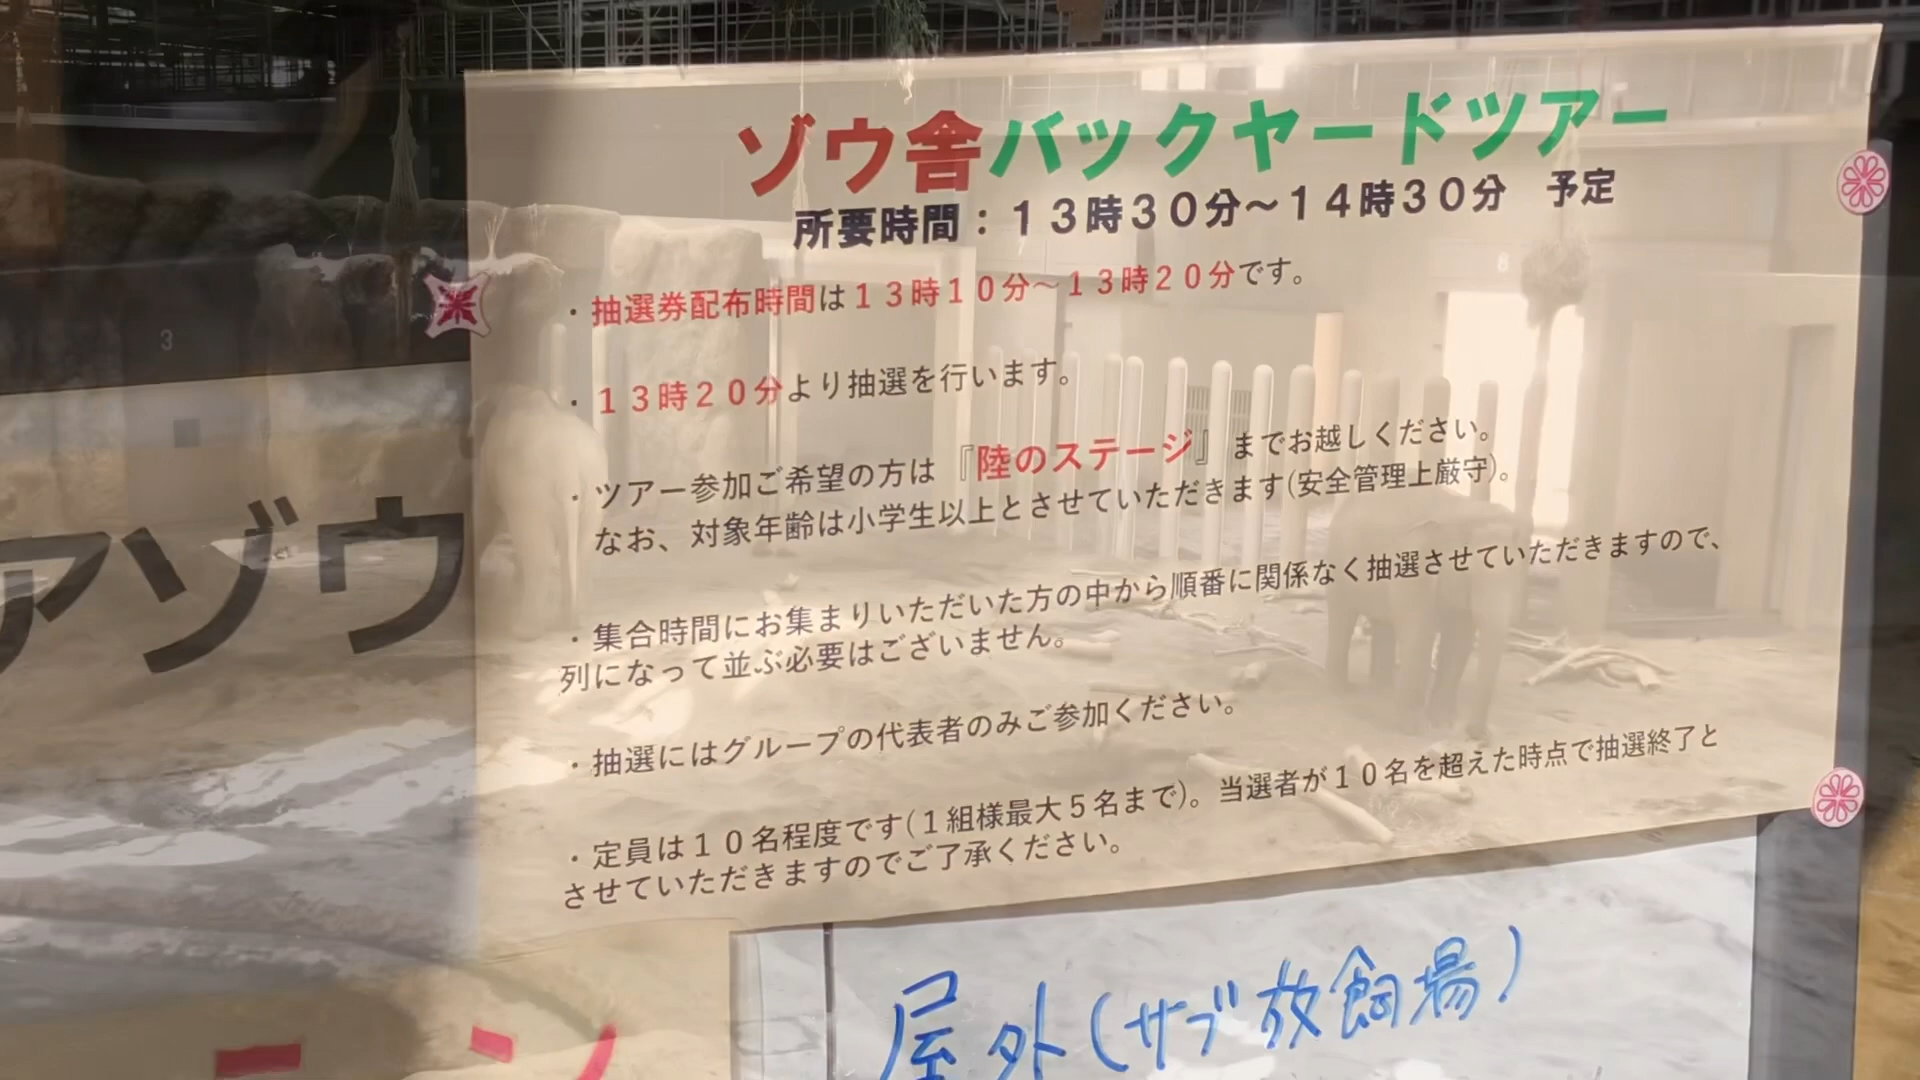 ゾウ舎バックヤードツアー
所要時間：１３時３０分～１４時３０分　予定
・抽選券配布時間は１３時１０分～１３時２０分です。
・１３時２０分より抽選を行います。
・ツアー参加ご希望の方は『陸のステージ』までお越しください。
なお、対象年齢は小学生以上とさせていただきます(安全管理上厳守)。
・集合時間にお集まりいただいた方の中から順番に関係なく抽選させていただきますので、
列になって並ぶ必要はございません。
・抽選にはグループの代表者のみご参加ください。
・定員は１０名程度です(１組様最大５名まで)。当選者が１０名を超えた時点で抽選終了と
させていただきますのでご了承ください。
アゾウ
3
屋外(サブ放飼場)